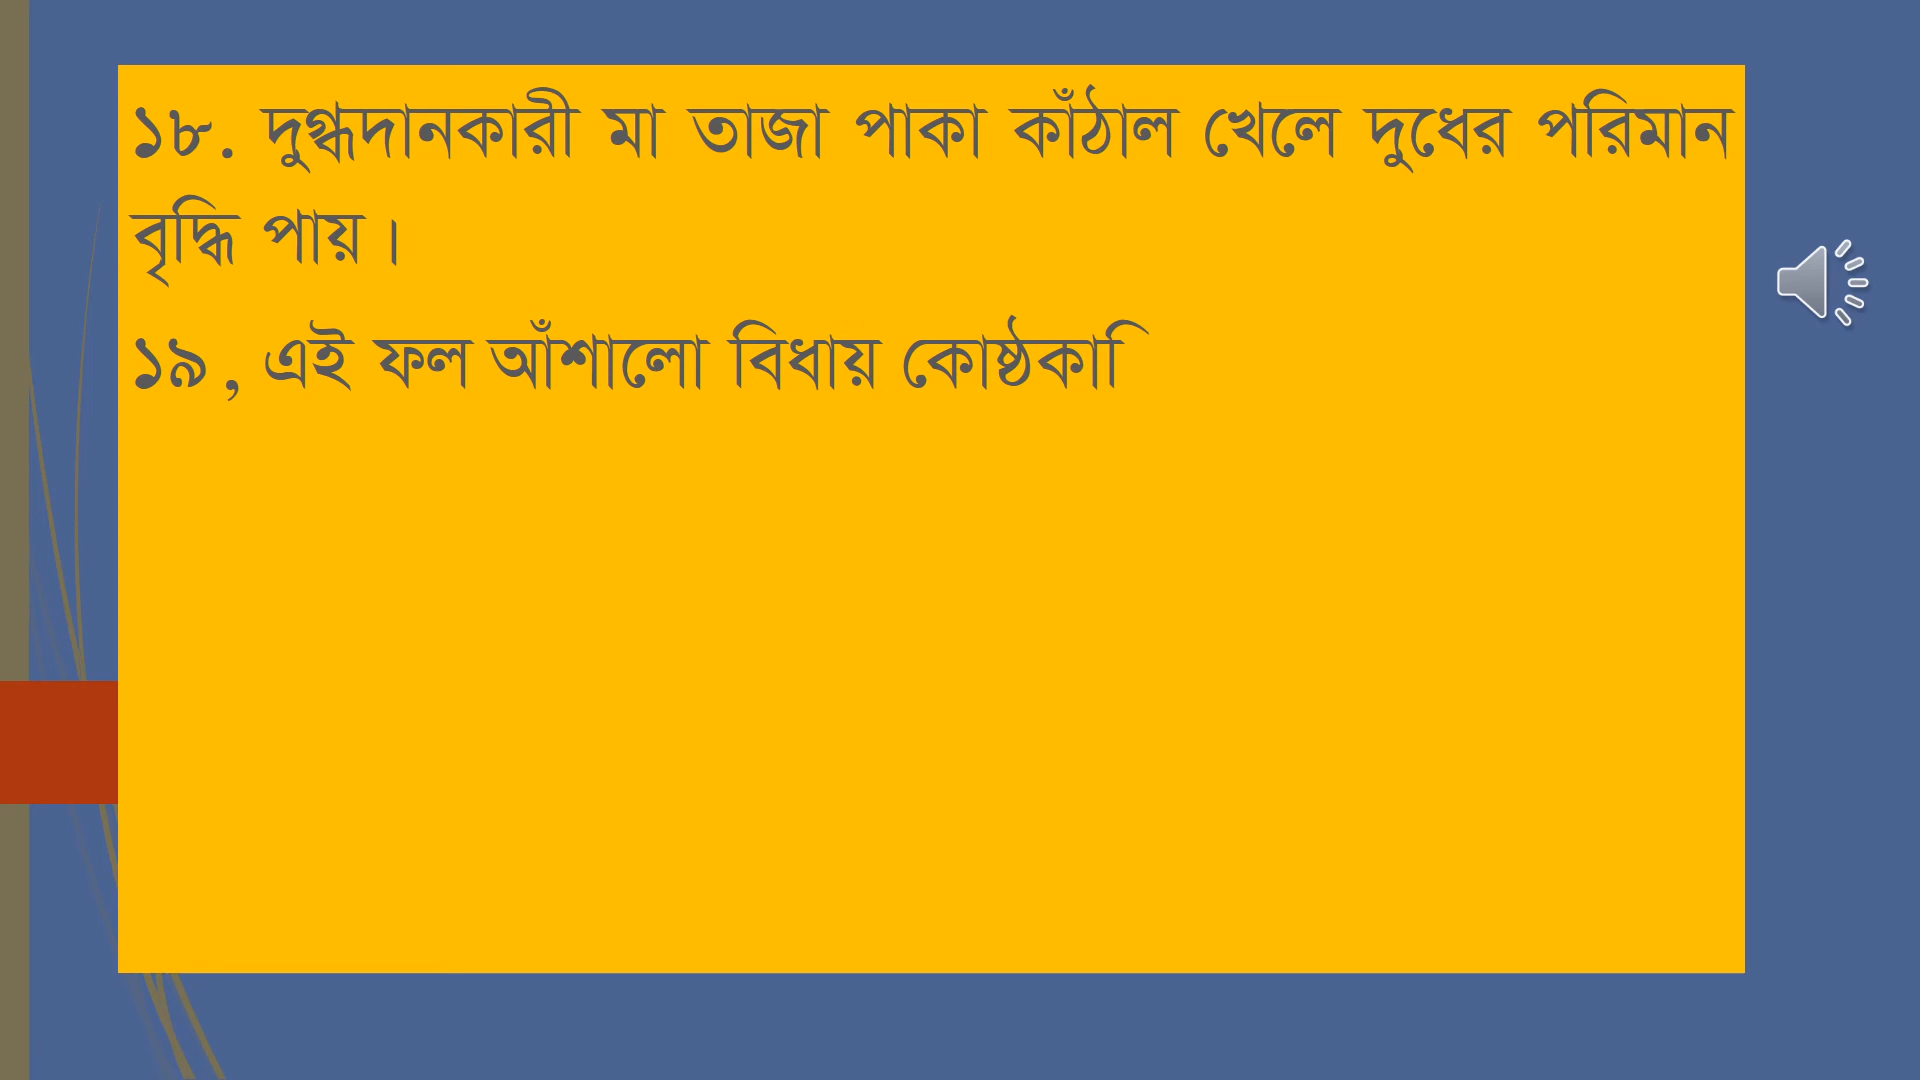 ১৮. দুগ্ধদানকারী মা তাজা পাকা কাঁঠাল খেলে দুধের পরিমান
বৃদ্ধি পায়।
১৯, এই ফল আঁশালো বিধায় কোষ্ঠকাি